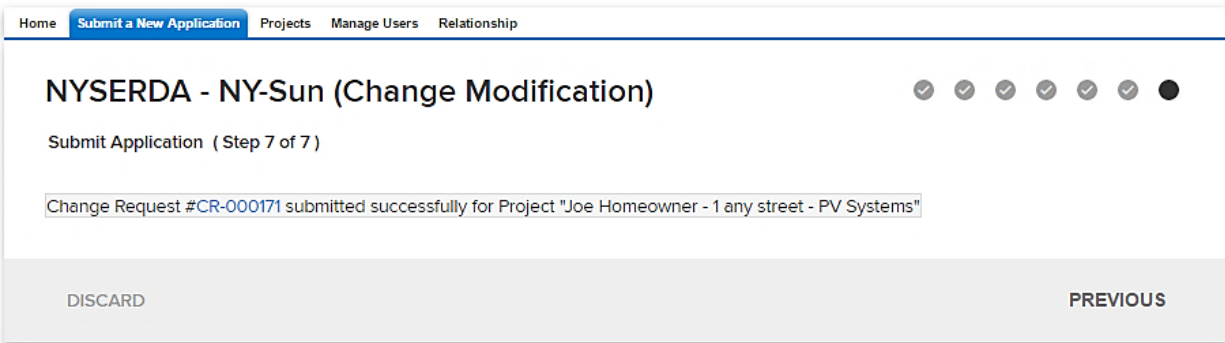 Home Submit a New Application Projects Manage Users Relationship
NYSERDA - NY-Sun (Change Modification)
Submit Application ( Step 7 of 7 )
Change Request #CR-000171 submitted successfully for Project "Joe Homeowner - 1 any street - PV Systems"
DISCARD PREVIOUS